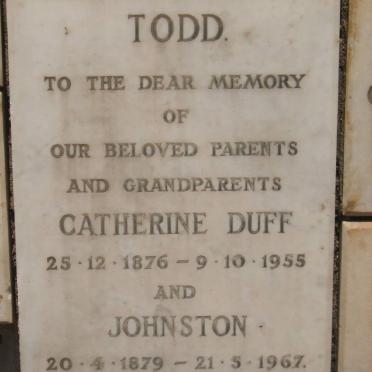 TODD.
TO THE DEAR MEMORY
OF
OUR BELOVED PARENTS
AND GRANDPARENTS
CATHERINE DUFF
25·12·1876 – 9·10·1955
AND
JOHNSTON
20·4·1879 – 21·5·1967.